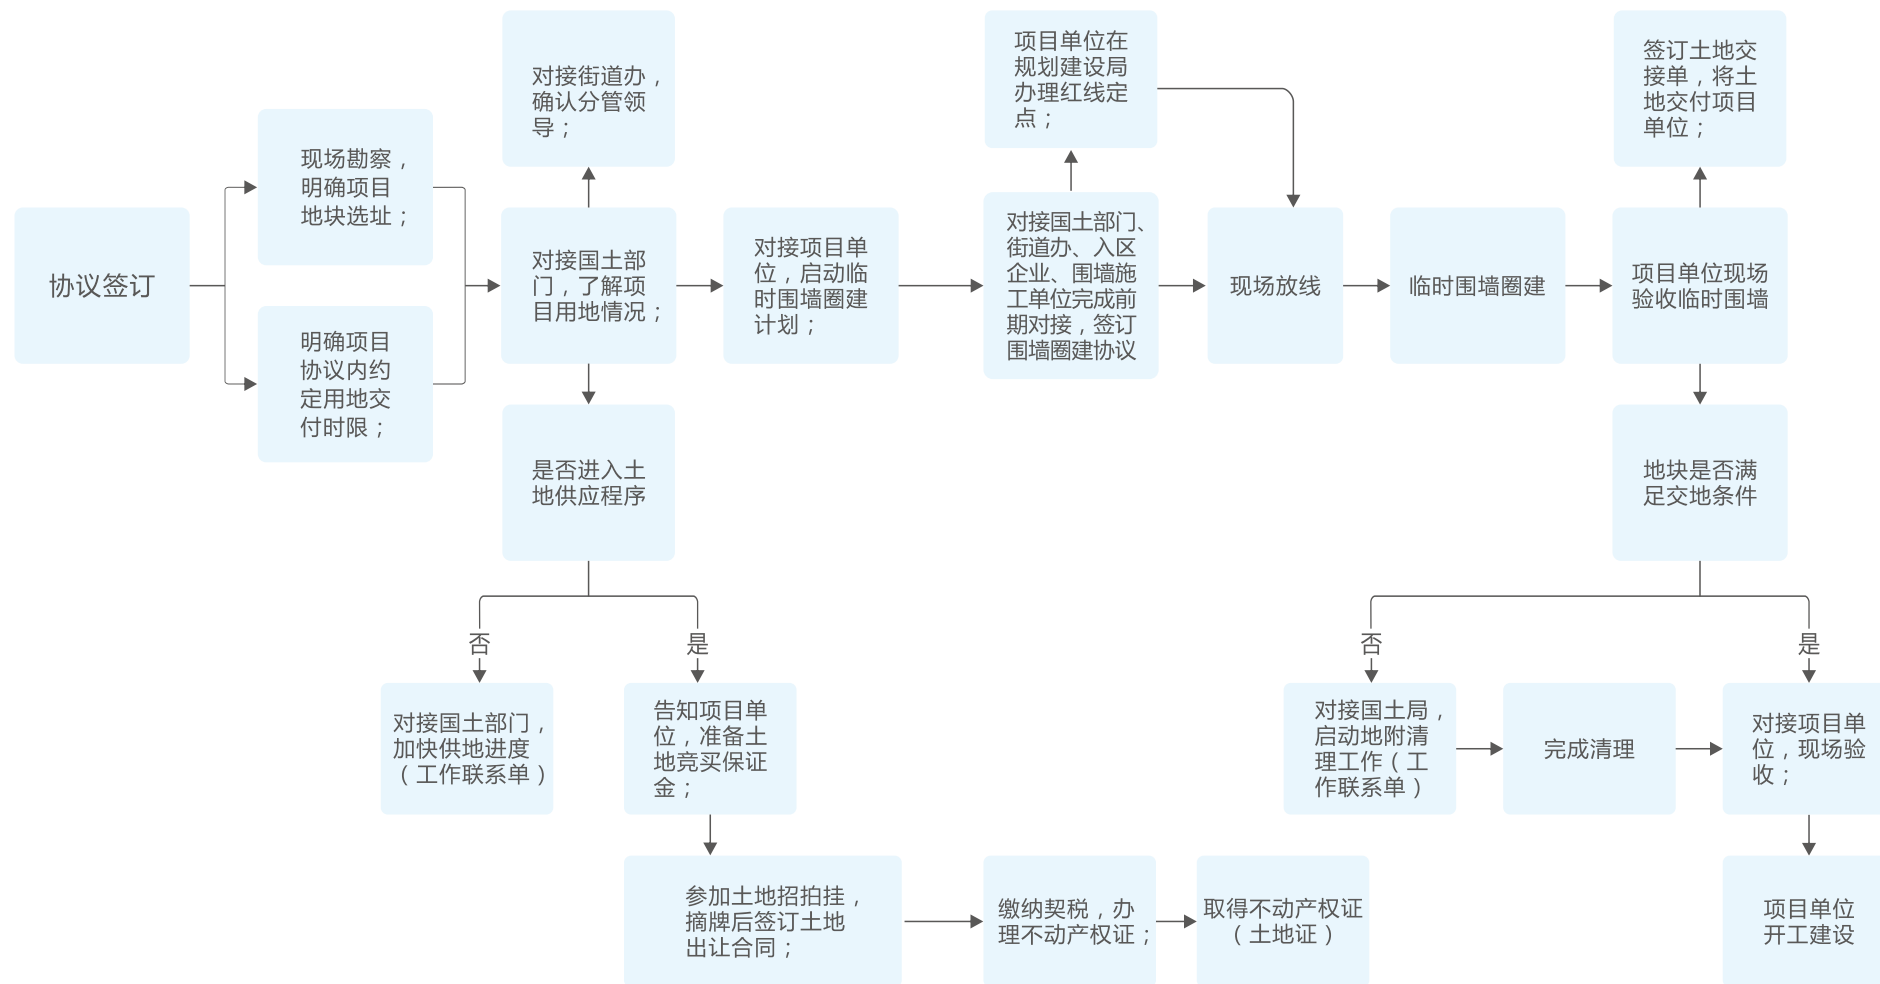 协议签订
现场勘察，
明确项目
地块选址；
明确项目
协议内约
定用地交
付时限；
对接街道办，
确认分管领
导；
对接国土部
门，了解项
目用地情况；
是否进入土
地供应程序
否
是
对接国土部门，
加快供地进度
（工作联系单）
告知项目单
位，准备土
地竞买保证
金；
参加土地招拍挂，
摘牌后签订土地
出让合同；
缴纳契税，办
理不动产权证；
取得不动产权证
（土地证）
对接项目单
位，启动临
时围墙圈建
计划；
项目单位在
规划建设局
办理红线定
点；
对接国土部门、
街道办、入区
企业、围墙施
工单位完成前
期对接，签订
围墙圈建协议
现场放线
临时围墙圈建
签订土地交
接单，将土
地交付项目
单位；
项目单位现场
验收临时围墙
地块是否满
足交地条件
否
是
对接国土局，
启动地附清
理工作（工
作联系单）
完成清理
对接项目单
位，现场验
收；
项目单位
开工建设